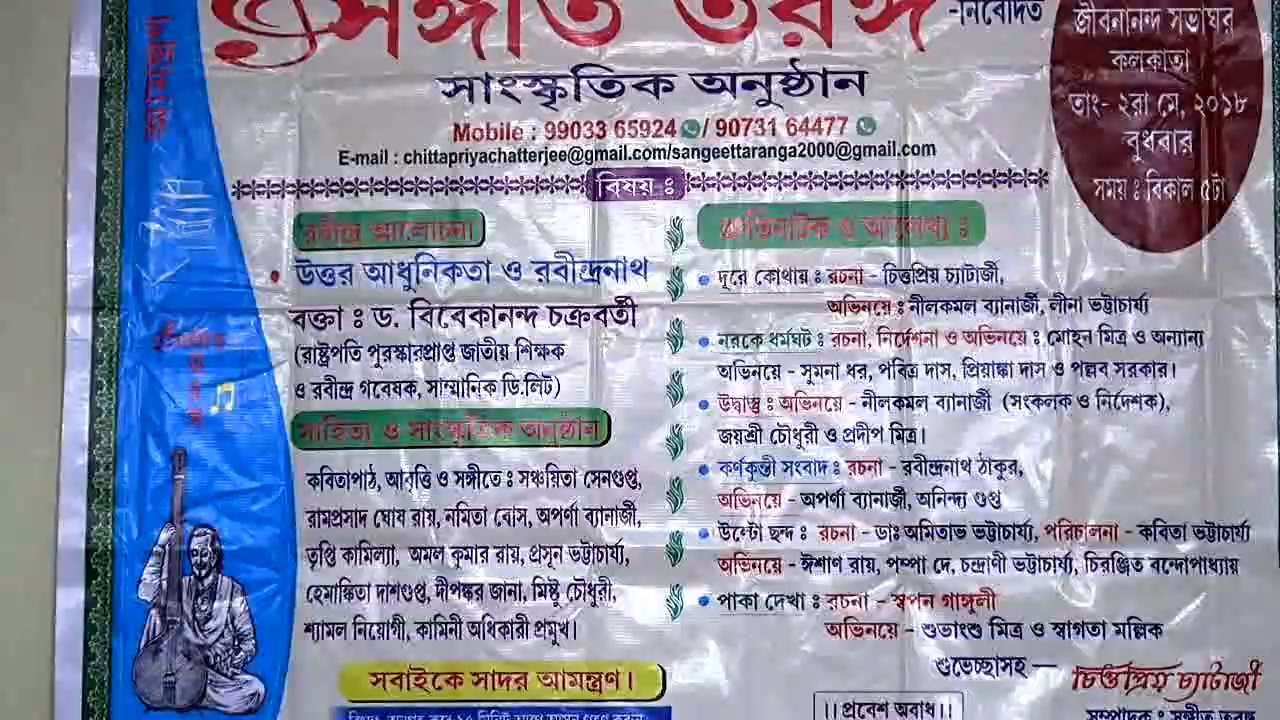 সঙ্গীত তরঙ্গ
-নিবেদিত
সাংস্কৃতিক অনুষ্ঠান
Mobile : 99033 65924 / 90731 64477
E-mail : chittapriyachatterjee@gmail.com/sangeettaranga2000@gmail.com
জীবনানন্দ সভাঘর
কলকাতা
তাং- ২রা মে, ২০১৮
বুধবার
সময় : বিকাল ৫টা
বিষয় :
রবীন্দ্র আলোচনা
• উত্তর আধুনিকতা ও রবীন্দ্রনাথ
বক্তা : ড. বিবেকানন্দ চক্রবর্তী
(রাষ্ট্রপতি পুরস্কারপ্রাপ্ত জাতীয় শিক্ষক
ও রবীন্দ্র গবেষক, সাম্মানিক ডি.লিট)
সাহিত্য ও সাংস্কৃতিক অনুষ্ঠান
কবিতাপাঠ, আবৃত্তি ও সঙ্গীতে : সঞ্চয়িতা সেনগুপ্ত,
রামপ্রসাদ ঘোষ রায়, নমিতা বোস, অপর্ণা ব্যানার্জী,
তৃপ্তি কামিল্যা, অমল কুমার রায়, প্রসূন ভট্টাচার্য্য,
হেমাঙ্কিতা দাশগুপ্ত, দীপঙ্কর জানা, মিষ্টু চৌধুরী,
শ্যামল নিয়োগী, কামিনী অধিকারী প্রমুখ।
সবাইকে সাদর আমন্ত্রণ।
শ্রুতিনাটক ও আলেখ্য :
• দূরে কোথায় : রচনা - চিত্তপ্রিয় চ্যাটার্জী,
অভিনয়ে : নীলকমল ব্যানার্জী, লীনা ভট্টাচার্য্য
• নরকে ধর্মঘট : রচনা, নির্দেশনা ও অভিনয়ে : মোহন মিত্র ও অন্যান্য
অভিনয়ে - সুমনা ধর, পবিত্র দাস, প্রিয়াঙ্কা দাস ও পল্লব সরকার।
• উদ্বাস্তু : অভিনয়ে - নীলকমল ব্যানার্জী (সংকলক ও নির্দেশক),
জয়শ্রী চৌধুরী ও প্রদীপ মিত্র।
• কর্ণকুন্তী সংবাদ : রচনা - রবীন্দ্রনাথ ঠাকুর,
অভিনয়ে - অপর্ণা ব্যানার্জী, অনিন্দ্য গুপ্ত
• উল্টো ছন্দ : রচনা - ডাঃ অমিতাভ ভট্টাচার্য্য, পরিচালনা - কবিতা ভট্টাচার্য্য
অভিনয়ে - ঈশাণ রায়, পম্পা দে, চন্দ্রাণী ভট্টাচার্য্য, চিরঞ্জিত বন্দোপাধ্যায়
• পাকা দেখা : রচনা - স্বপন গাঙ্গুলী
অভিনয়ে - শুভাংশু মিত্র ও স্বাগতা মল্লিক
শুভেচ্ছাসহ —
চিত্তপ্রিয় চ্যাটার্জী
।। প্রবেশ অবাধ ।।
সম্পাদক : সঙ্গীত তরঙ্গ